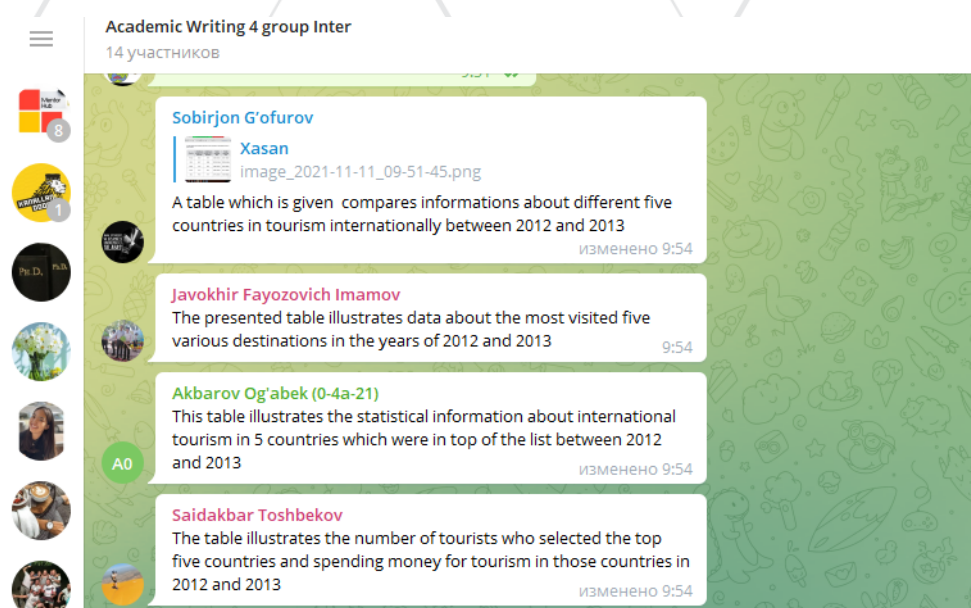 Academic Writing 4 group Inter
14 участников
Mentor
Hub
8
1
PH.D.
Ph.D.
Sobirjon G’ofurov
Xasan
image_2021-11-11_09-51-45.png
A table which is given compares informations about different five
countries in tourism internationally between 2012 and 2013
изменено 9:54
Javokhir Fayozovich Imamov
The presented table illustrates data about the most visited five
various destinations in the years of 2012 and 2013
9:54
Akbarov Og'abek (0-4a-21)
This table illustrates the statistical information about international
tourism in 5 countries which were in top of the list between 2012
and 2013
A0
изменено 9:54
Saidakbar Toshbekov
The table illustrates the number of tourists who selected the top
five countries and spending money for tourism in those countries in
2012 and 2013
изменено 9:54